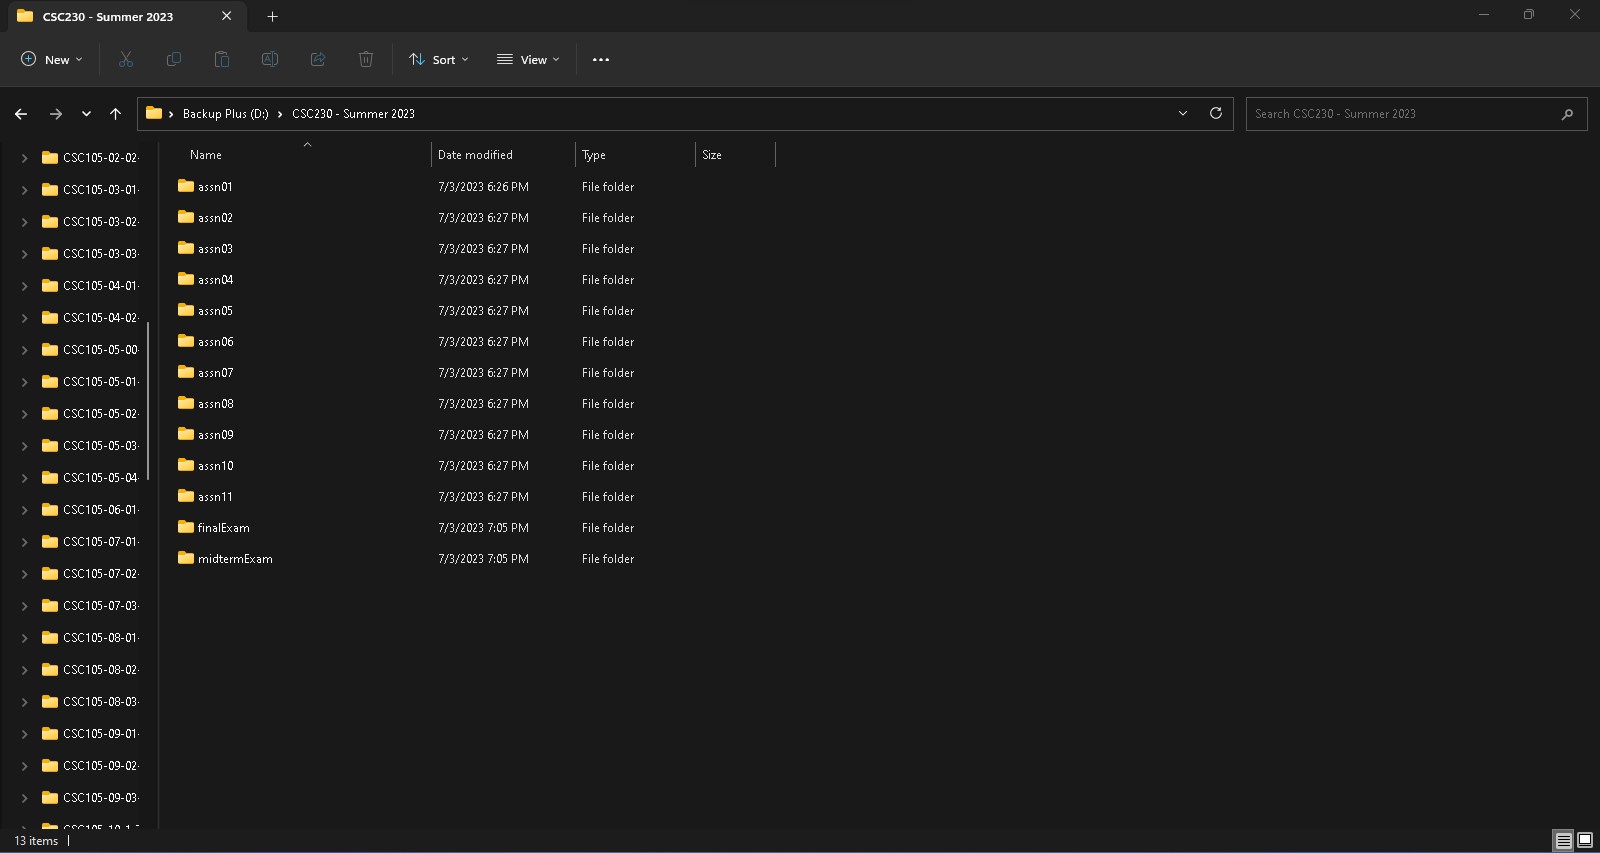 CSC230 - Summer 2023
New
Sort
View
Backup Plus (D:) > CSC230 - Summer 2023
Search CSC230 - Summer 2023
Name Date modified Type Size
assn01 7/3/2023 6:26 PM File folder
assn02 7/3/2023 6:27 PM File folder
assn03 7/3/2023 6:27 PM File folder
assn04 7/3/2023 6:27 PM File folder
assn05 7/3/2023 6:27 PM File folder
assn06 7/3/2023 6:27 PM File folder
assn07 7/3/2023 6:27 PM File folder
assn08 7/3/2023 6:27 PM File folder
assn09 7/3/2023 6:27 PM File folder
assn10 7/3/2023 6:27 PM File folder
assn11 7/3/2023 6:27 PM File folder
finalExam 7/3/2023 7:05 PM File folder
midtermExam 7/3/2023 7:05 PM File folder
CSC105-02-02-
CSC105-03-01-
CSC105-03-02-
CSC105-03-03-
CSC105-04-01-
CSC105-04-02-
CSC105-05-00-
CSC105-05-01-
CSC105-05-02-
CSC105-05-03-
CSC105-05-04-
CSC105-06-01-
CSC105-07-01-
CSC105-07-02-
CSC105-07-03-
CSC105-08-01-
CSC105-08-02-
CSC105-08-03-
CSC105-09-01-
CSC105-09-02-
CSC105-09-03-
13 items